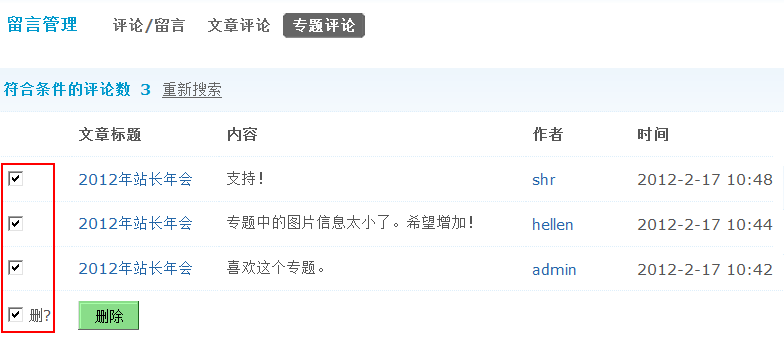 留言管理 评论/留言 文章评论 专题评论
符合条件的评论数 3 重新搜索
文章标题 内容 作者 时间
2012年站长年会 支持! shr 2012-2-17 10:48
2012年站长年会 专题中的图片信息太小了。希望增加! hellen 2012-2-17 10:44
2012年站长年会 喜欢这个专题。 admin 2012-2-17 10:42
删? 删除